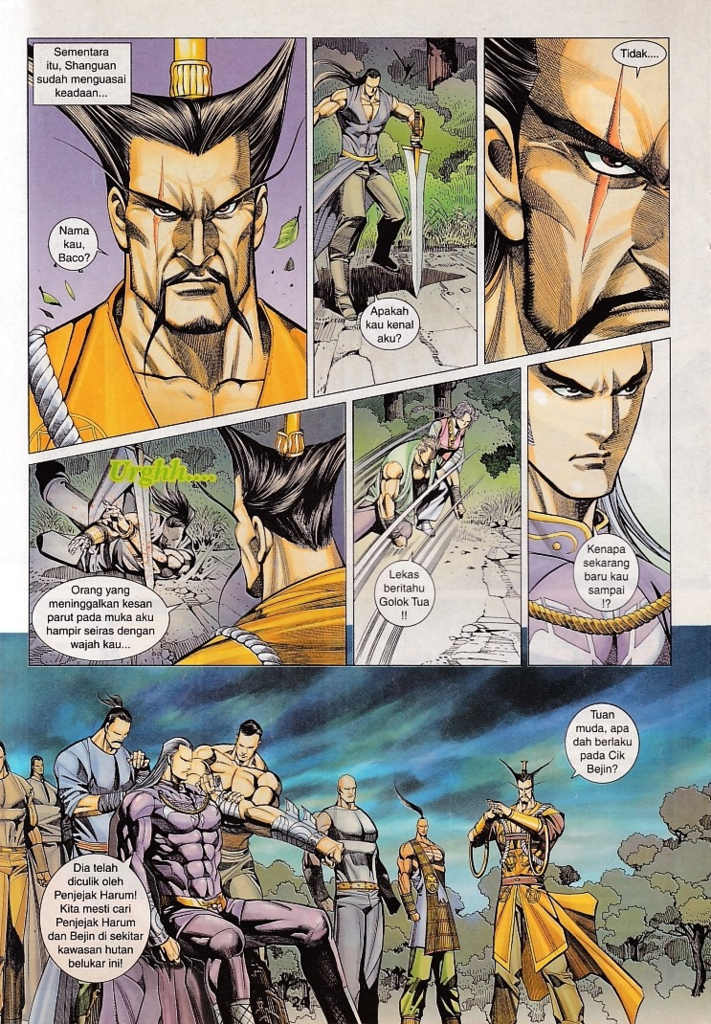 Sementara
itu, Shanguan
sudah menguasai
keadaan...
Nama
kau,
Baco?
Apakah
kau kenal
aku?
Tidak....
Urghh....
Orang yang
meninggalkan kesan
parut pada muka aku
hampir seiras dengan
wajah kau...
Lekas
beritahu
Golok Tua
!!
Kenapa
sekarang
baru kau
sampai
!?
Tuan
muda, apa
dah berlaku
pada Cik
Bejin?
Dia telah
diculik oleh
Penjejak Harum!
Kita mesti cari
Penjejak Harum
dan Bejin di sekitar
kawasan hutan
belukar ini!
24